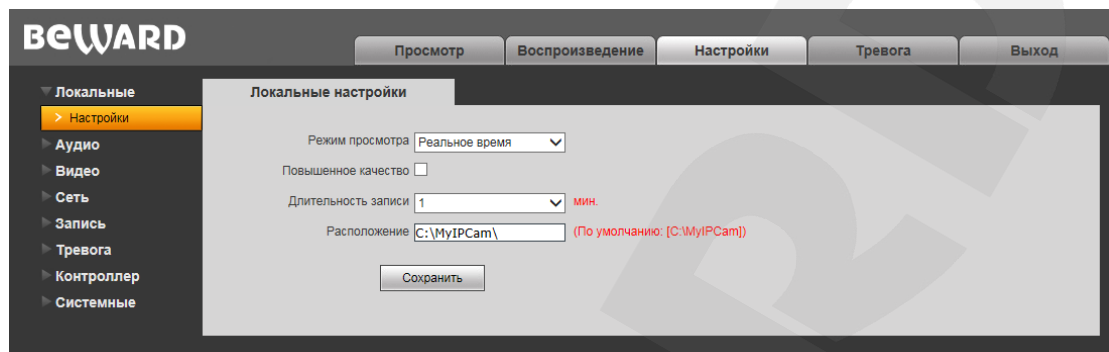 BEWARD
Просмотр Воспроизведение Настройки Тревога Выход
Локальные
> Настройки
Аудио
Видео
Сеть
Запись
Тревога
Контроллер
Системные
Локальные настройки
Режим просмотра Реальное время
Повышенное качество
Длительность записи 1 мин.
Расположение C:\MyIPCam\ (По умолчанию: [C:\MyIPCam])
Сохранить